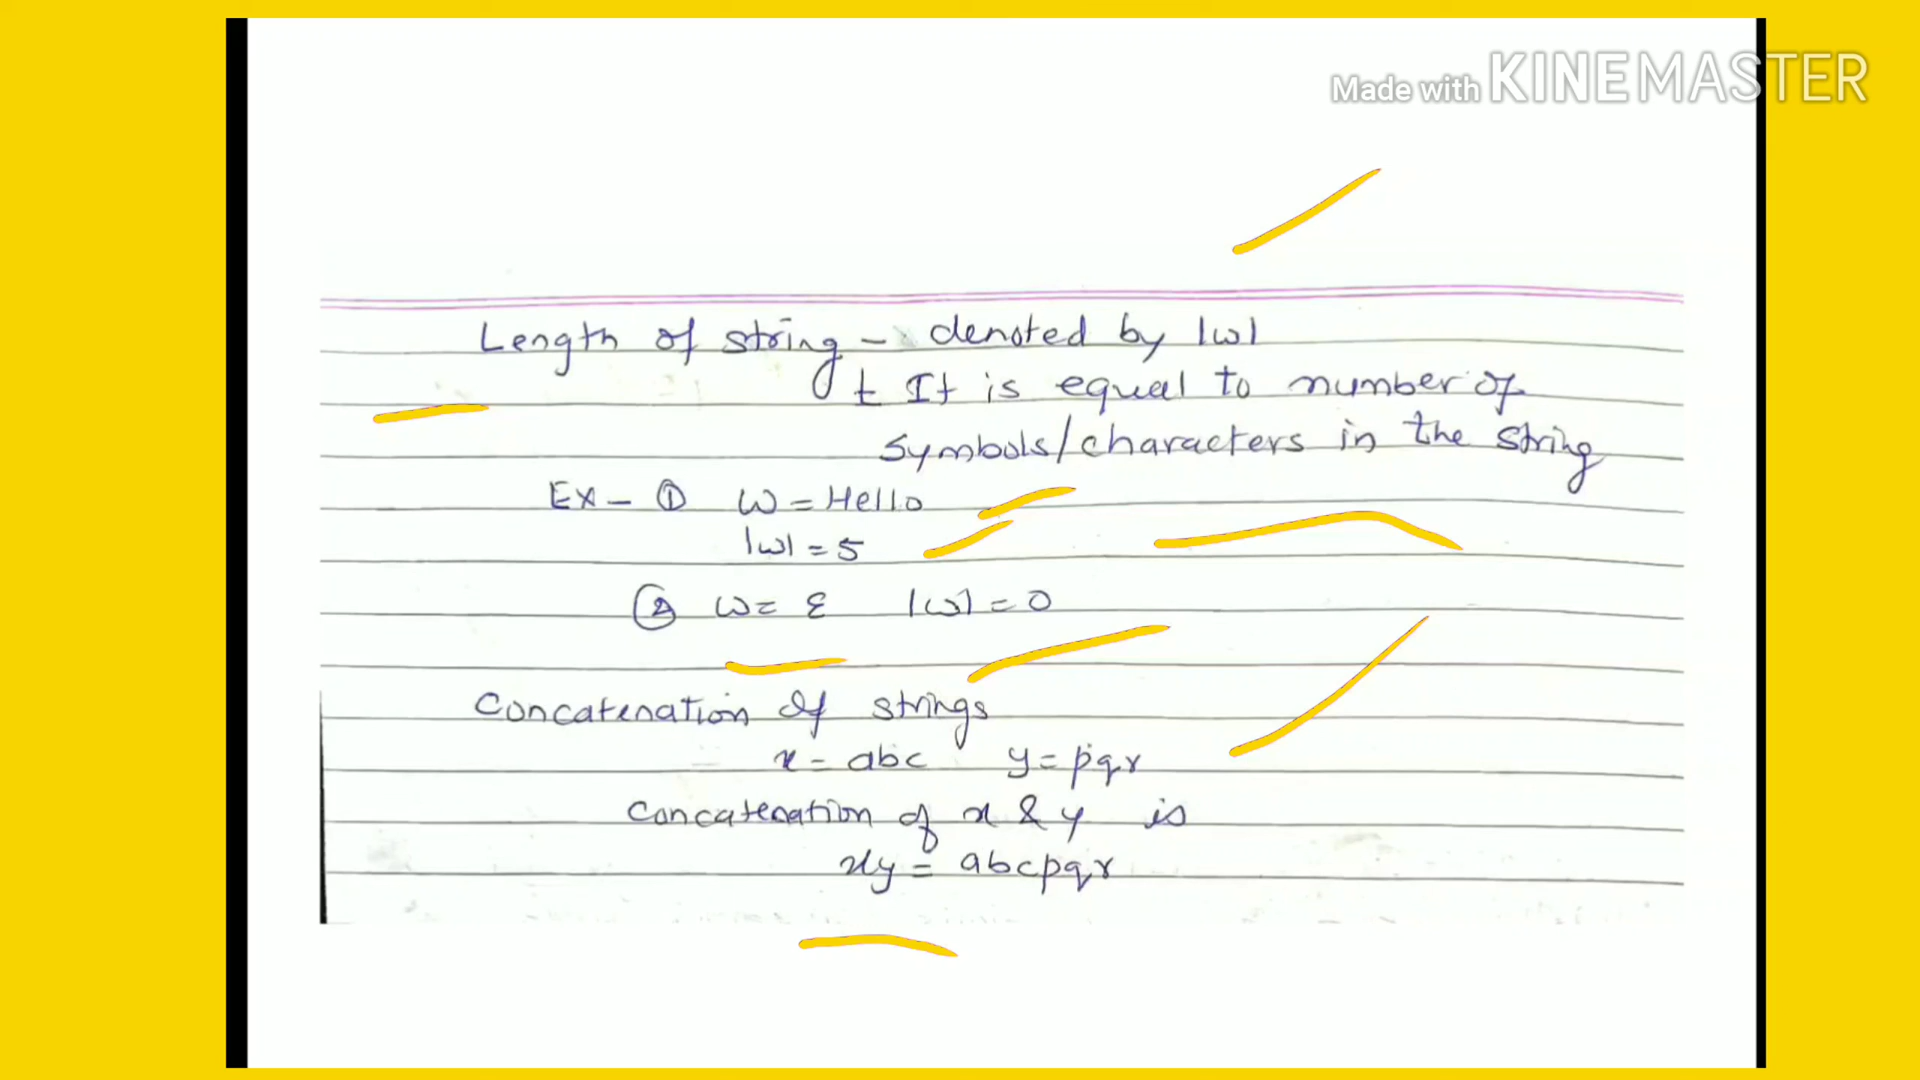 Made with KINEMASTER
Length of string - denoted by |w|
t It is equal to number of
symbols/characters in the string
Ex - ① w = Hello
|w| = 5
② w = ε |w| = 0
Concatenation of strings
x = abc y = pqr
Concatenation of x & y is
xy = abcpqr